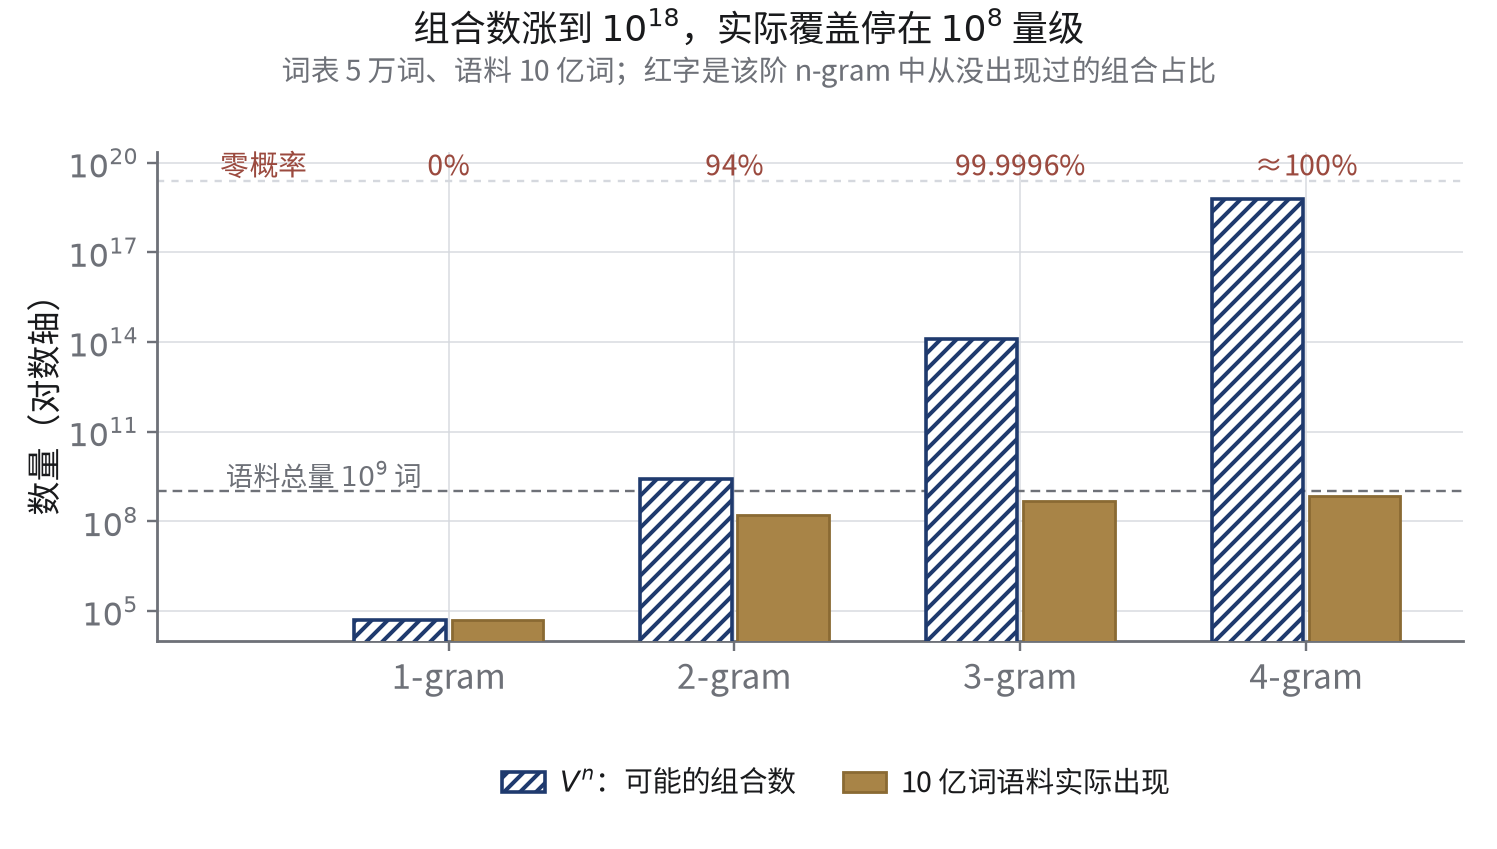 组合数涨到 10¹⁸，实际覆盖停在 10⁸ 量级
词表 5 万词、语料 10 亿词；红字是该阶 n-gram 中从没出现过的组合占比
零概率 0% 94% 99.9996% ≈100%
10²⁰
10¹⁷
10¹⁴
10¹¹
10⁸
10⁵
数量（对数轴）
语料总量 10⁹ 词
1-gram 2-gram 3-gram 4-gram
Vⁿ：可能的组合数 10 亿词语料实际出现